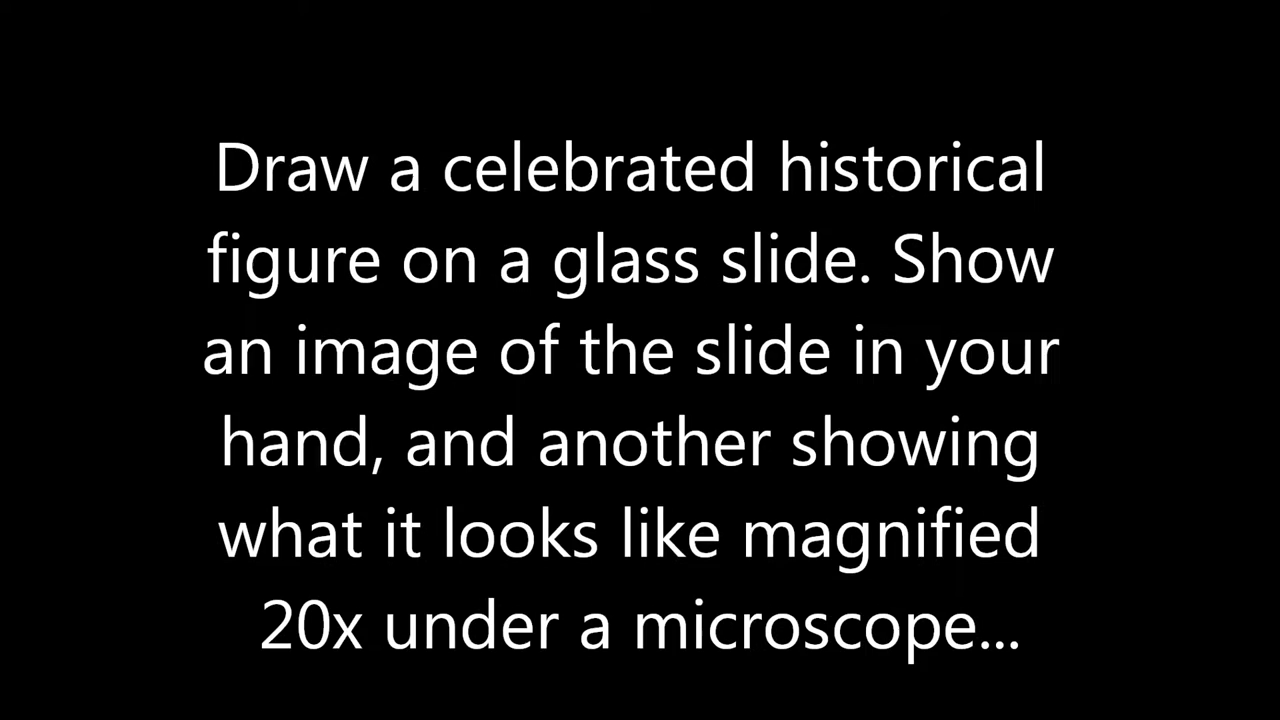 Draw a celebrated historical
figure on a glass slide. Show
an image of the slide in your
hand, and another showing
what it looks like magnified
20x under a microscope...